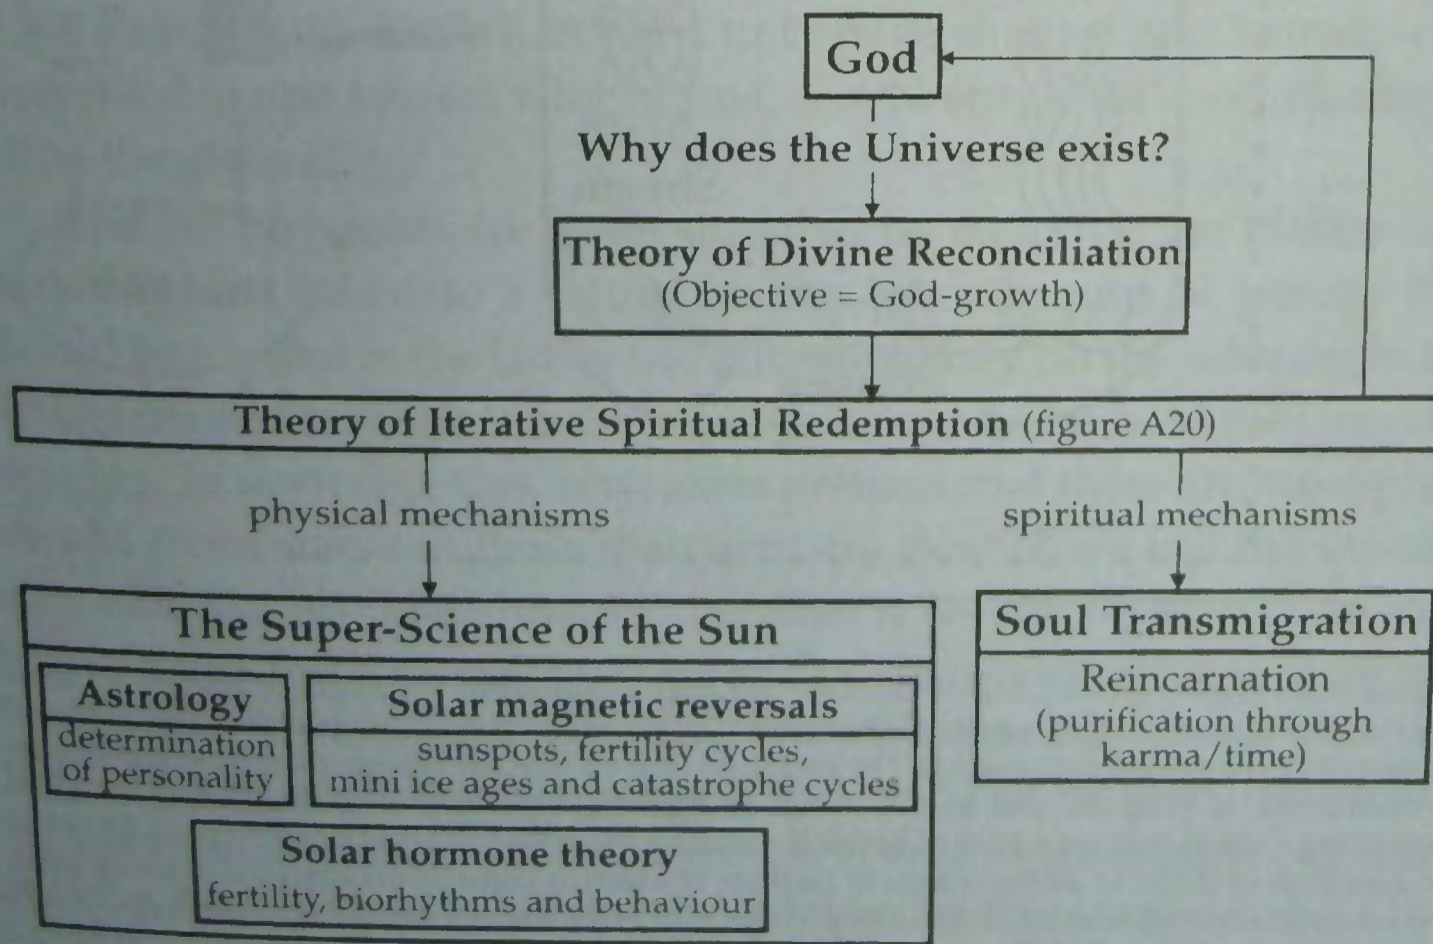 God
Why does the Universe exist?
Theory of Divine Reconciliation
(Objective = God-growth)
Theory of Iterative Spiritual Redemption (figure A20)
physical mechanisms
spiritual mechanisms
The Super-Science of the Sun
Astrology
determination
of personality
Solar magnetic reversals
sunspots, fertility cycles,
mini ice ages and catastrophe cycles
Solar hormone theory
fertility, biorhythms and behaviour
Soul Transmigration
Reincarnation
(purification through
karma/time)